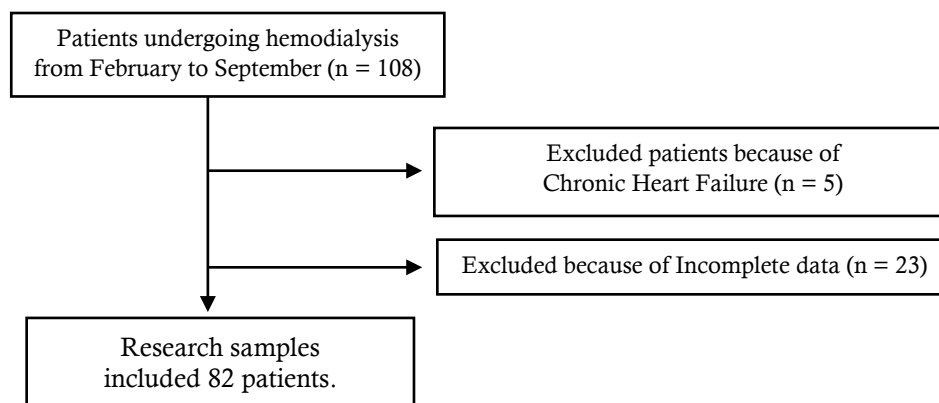 Patients undergoing hemodialysis
from February to September (n = 108)
Excluded patients because of
Chronic Heart Failure (n = 5)
Excluded because of Incomplete data (n = 23)
Research samples
included 82 patients.